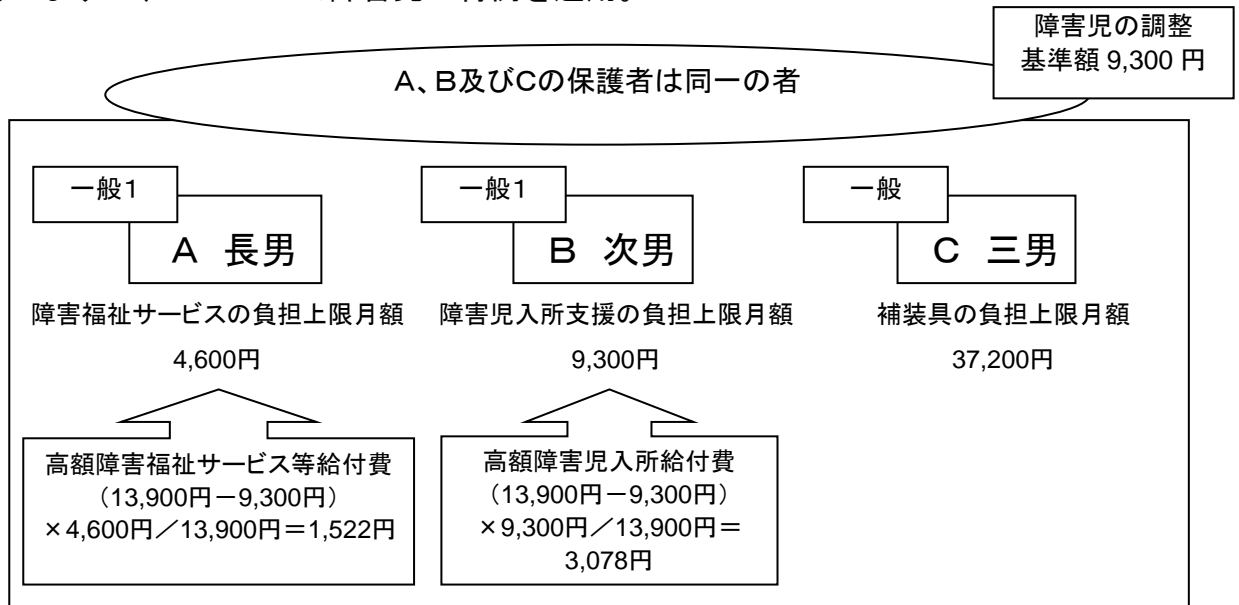 障害児の調整
基準額 9,300 円
A、B及びCの保護者は同一の者
一般1
A 長男
障害福祉サービスの負担上限月額
4,600円
高額障害福祉サービス等給付費
(13,900円-9,300円)
×4,600円/13,900円=1,522円
一般1
B 次男
障害児入所支援の負担上限月額
9,300円
高額障害児入所給付費
(13,900円-9,300円)
×9,300円/13,900円=
3,078円
一般
C 三男
補装具の負担上限月額
37,200円